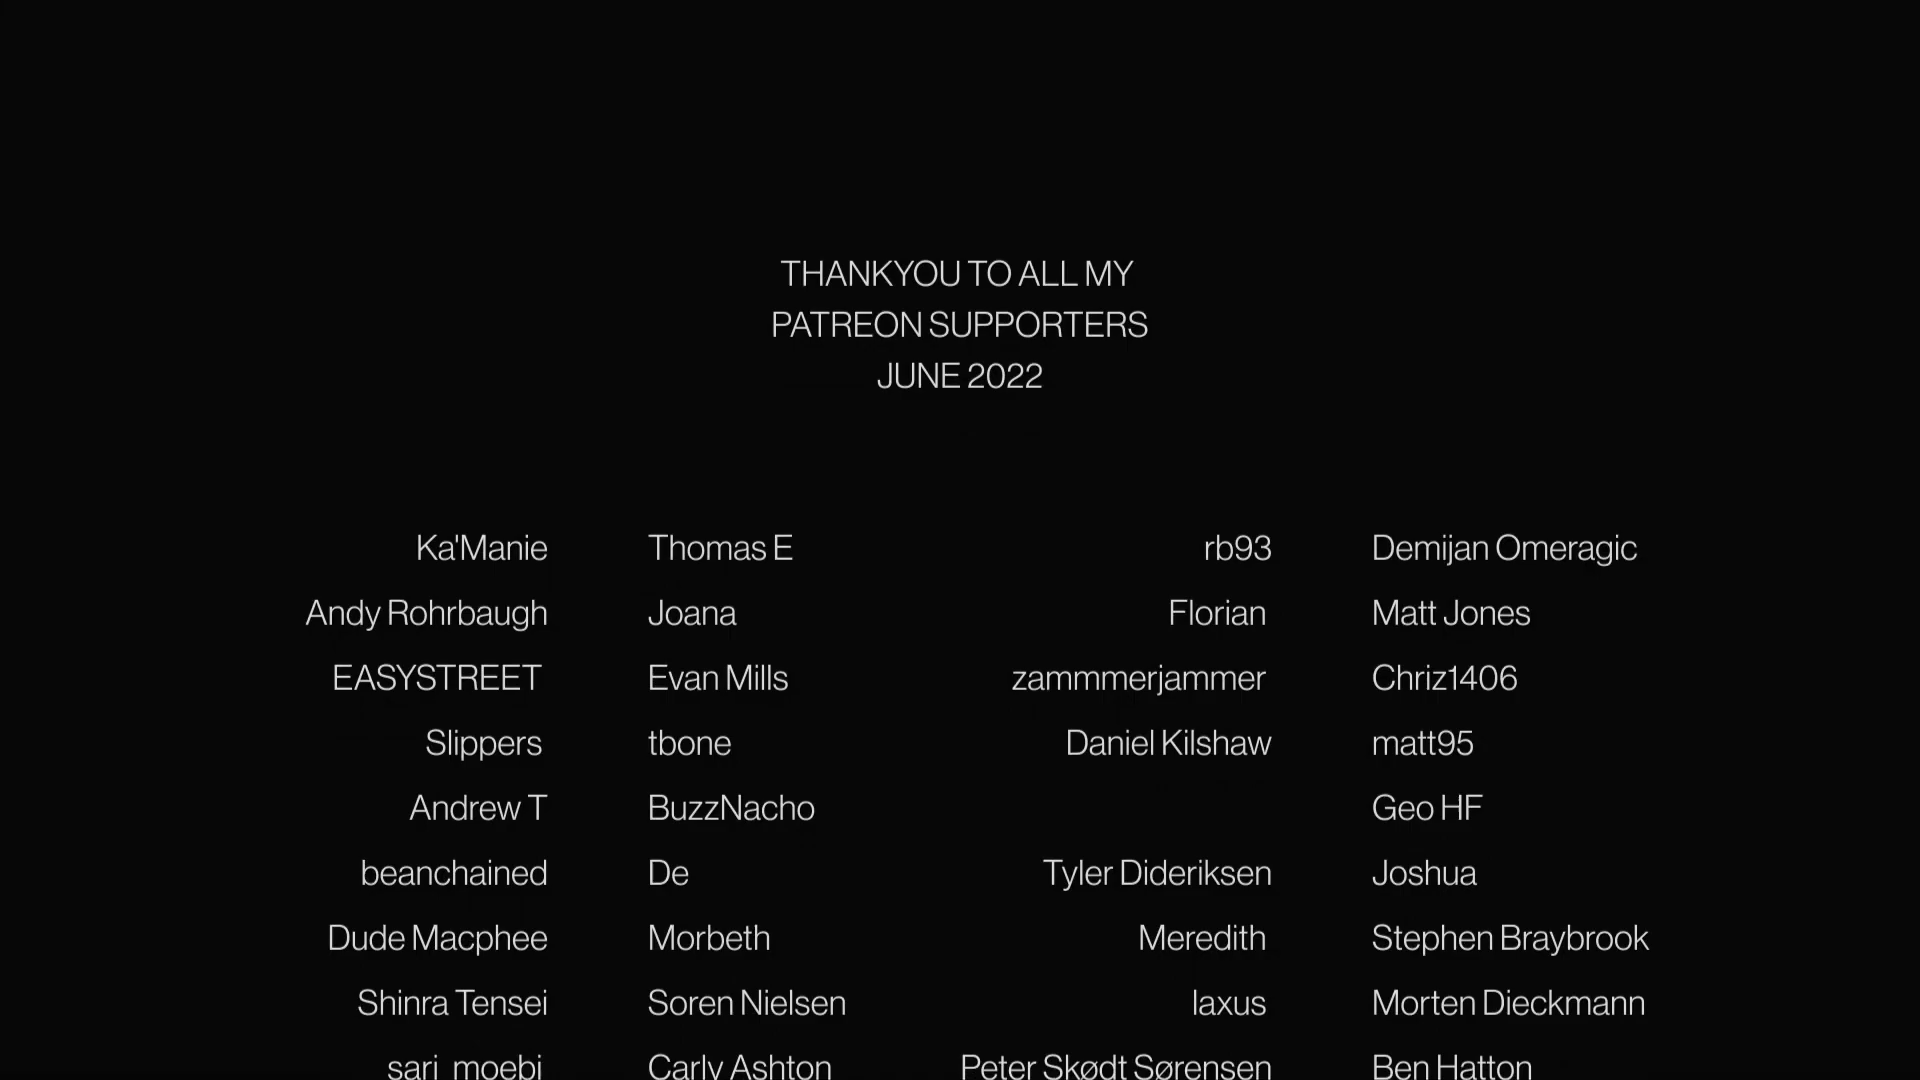 THANKYOU TO ALL MY
PATREON SUPPORTERS
JUNE 2022
Ka'Manie Thomas E rb93 Demijan Omeragic
Andy Rohrbaugh Joana Florian Matt Jones
EASYSTREET Evan Mills zammmerjammer Chriz1406
Slippers tbone Daniel Kilshaw matt95
Andrew T BuzzNacho Geo HF
beanchained De Tyler Dideriksen Joshua
Dude Macphee Morbeth Meredith Stephen Braybrook
Shinra Tensei Soren Nielsen laxus Morten Dieckmann
sari_moebi Carly Ashton Peter Skødt Sørensen Ben Hatton